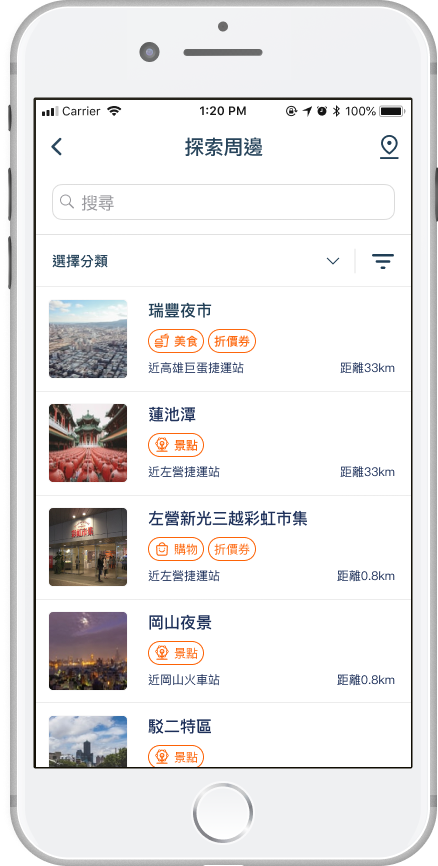 Carrier 1:20 PM 100%
探索周邊
搜尋
選擇分類
瑞豐夜市
美食 折價券
近高雄巨蛋捷運站 距離33km
蓮池潭
景點
近左營捷運站 距離33km
彩虹市集
左營新光三越彩虹市集
購物 折價券
近左營捷運站 距離0.8km
岡山夜景
景點
近岡山火車站 距離0.8km
駁二特區
景點